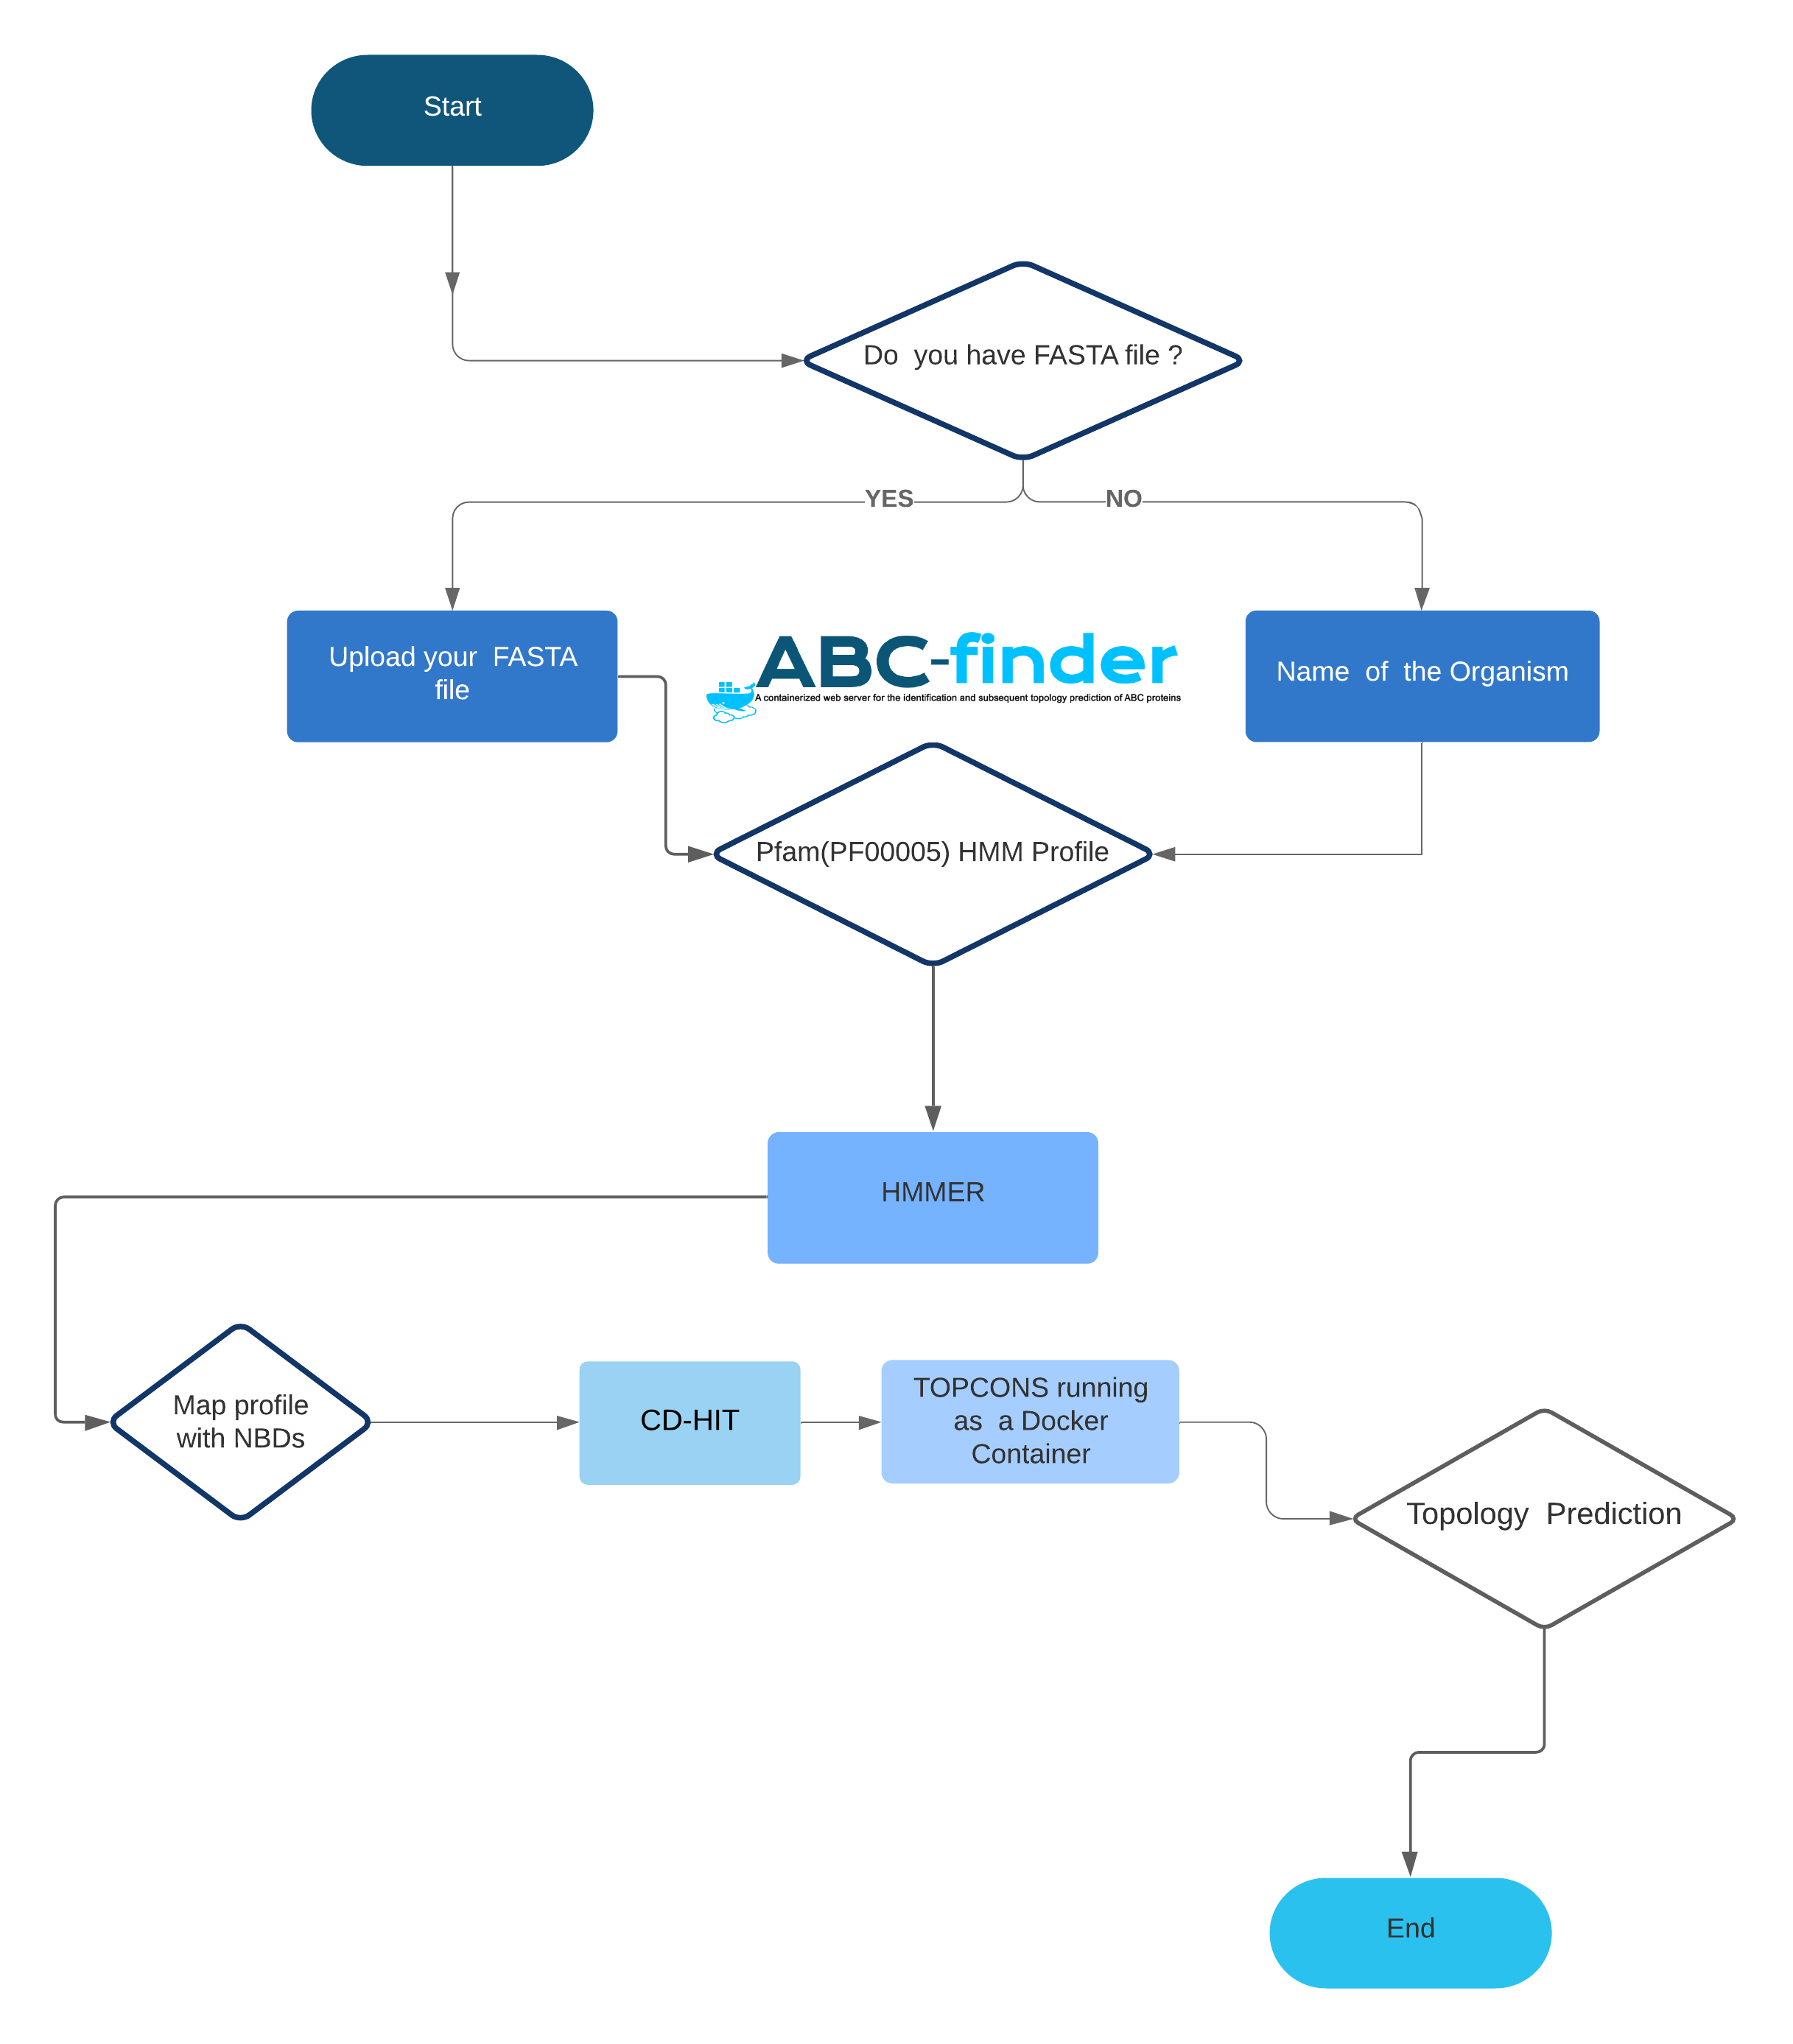 Start
Do you have FASTA file ?
YES
NO
Upload your FASTA
file
ABC-finder
A containerized web server for the identification and subsequent topology prediction of ABC proteins
Name of the Organism
Pfam(PF00005) HMM Profile
HMMER
Map profile
with NBDs
CD-HIT
TOPCONS running
as a Docker
Container
Topology Prediction
End